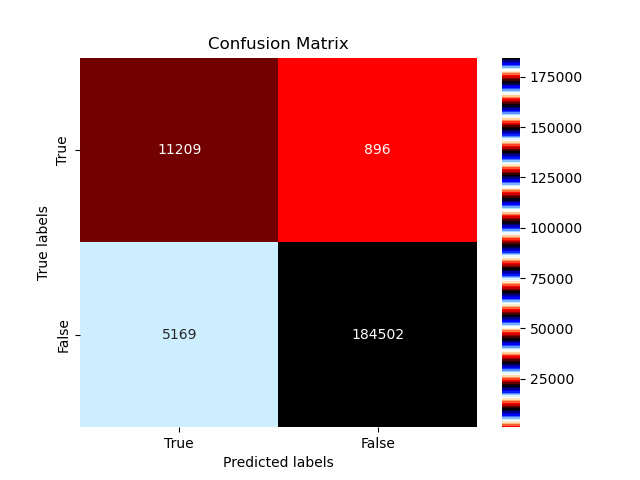 Confusion Matrix
True labels
True
False
11209
896
5169
184502
True
False
Predicted labels
175000
150000
125000
100000
75000
50000
25000